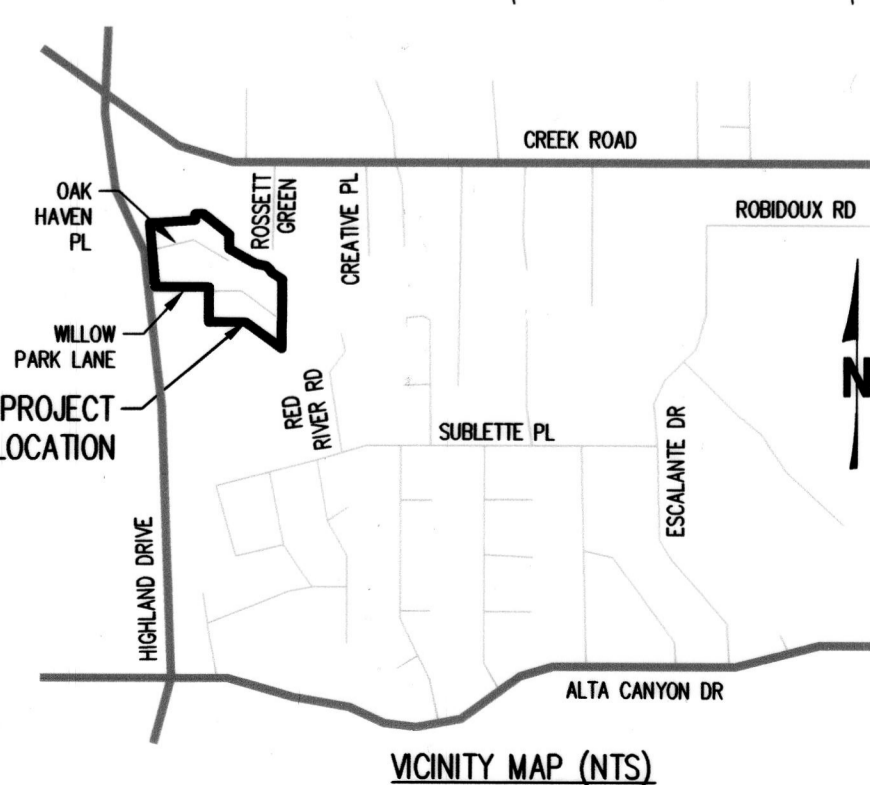 CREEK ROAD
OAK
HAVEN
PL
ROSSETT
GREEN
CREATIVE PL
ROBIDOUX RD
WILLOW
PARK LANE
PROJECT
LOCATION
RED
RIVER RD
SUBLETTE PL
ESCALANTE DR
N
HIGHLAND DRIVE
ALTA CANYON DR
VICINITY MAP (NTS)